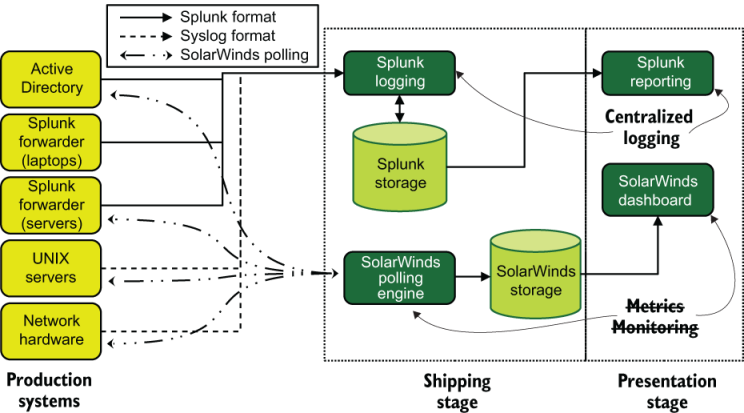 Splunk format
Syslog format
SolarWinds polling
Active
Directory
Splunk
forwarder
(laptops)
Splunk
forwarder
(servers)
UNIX
servers
Network
hardware
Production
systems
Splunk
logging
Splunk
storage
SolarWinds
polling
engine
SolarWinds
storage
Shipping
stage
Splunk
reporting
Centralized
logging
SolarWinds
dashboard
Metrics
Monitoring
Presentation
stage